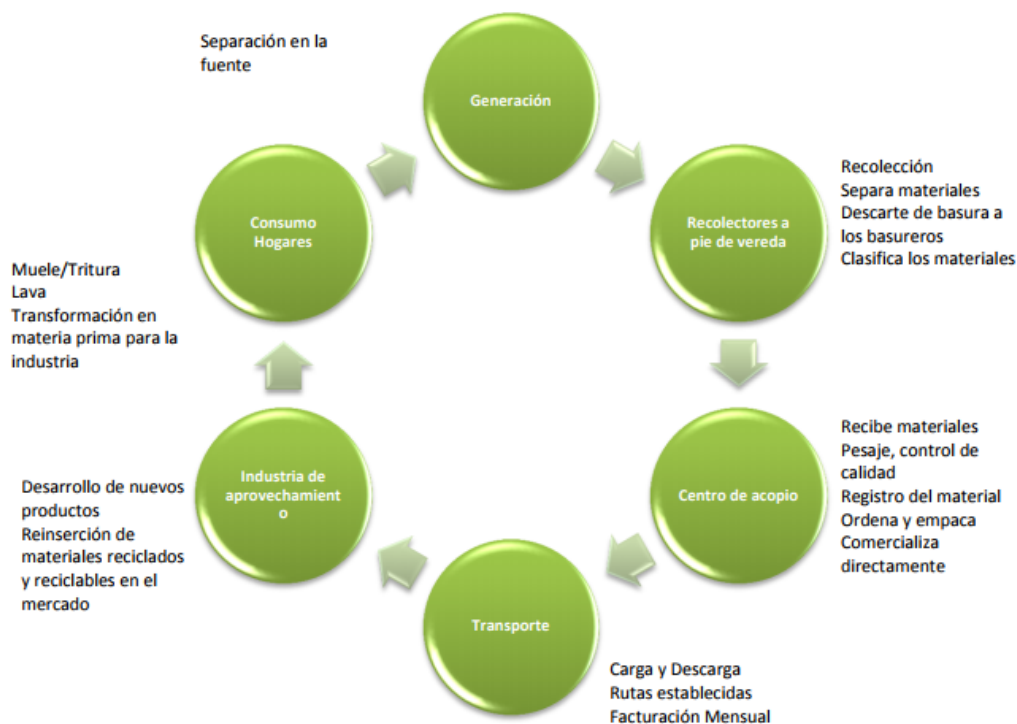 Separación en la
fuente
Generación
Recolectores a
pie de vereda
Recolección
Separa materiales
Descarte de basura a
los basureros
Clasifica los materiales
Centro de acopio
Recibe materiales
Pesaje, control de
calidad
Registro del material
Ordena y empaca
Comercializa
directamente
Transporte
Carga y Descarga
Rutas establecidas
Facturación Mensual
Industria de
aprovechamient
o
Desarrollo de nuevos
productos
Reinserción de
materiales reciclados
y reciclables en el
mercado
Consumo
Hogares
Muele/Tritura
Lava
Transformación en
materia prima para la
industria